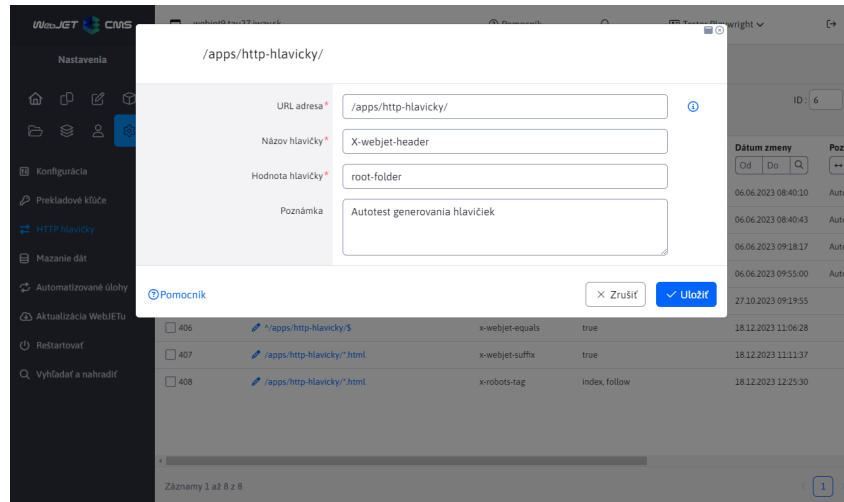 WebJET CMS
Pomocník
Tester Playwright
Nastavenia
ID: 6
Konfigurácia
Prekladové kľúče
HTTP hlavičky
Mazanie dát
Automatizované úlohy
Aktualizácia WebJETu
Reštartovať
Vyhľadať a nahradiť
/apps/http-hlavicky/
URL adresa*
/apps/http-hlavicky/
Názov hlavičky*
X-webjet-header
Hodnota hlavičky*
root-folder
Poznámka
Autotest generovania hlavičiek
Pomocník
Zrušiť
Uložiť
Dátum zmeny
Od Do
06.06.2023 08:40:10
06.06.2023 08:40:43
06.06.2023 09:18:17
06.06.2023 09:55:00
27.10.2023 09:19:55
406 ^/apps/http-hlavicky/$ x-webjet-equals true 18.12.2023 11:06:28
407 /apps/http-hlavicky/*.html x-webjet-suffix true 18.12.2023 11:11:37
408 /apps/http-hlavicky/*.html x-robots-tag index, follow 18.12.2023 12:25:30
Záznamy 1 až 8 z 8
1